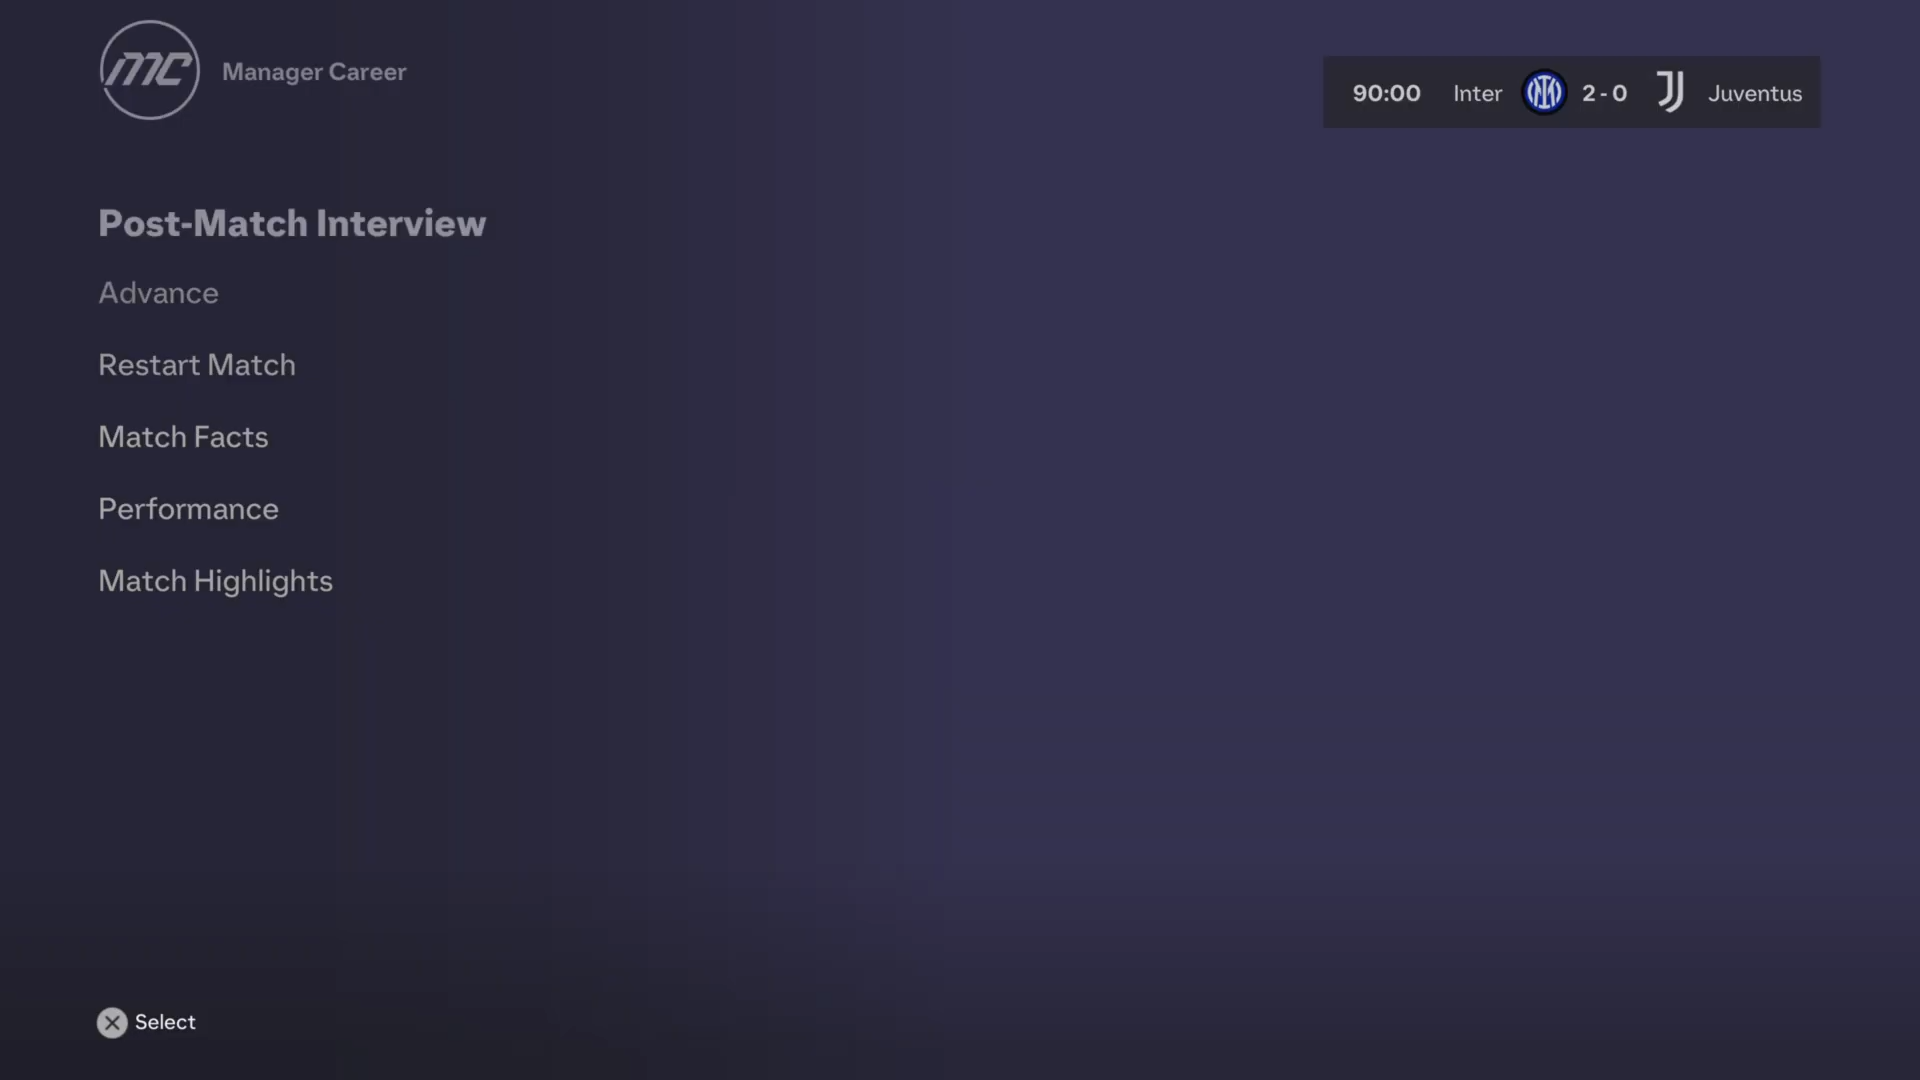 MC Manager Career
90:00 Inter 2 - 0 Juventus
Post-Match Interview
Advance
Restart Match
Match Facts
Performance
Match Highlights
Select